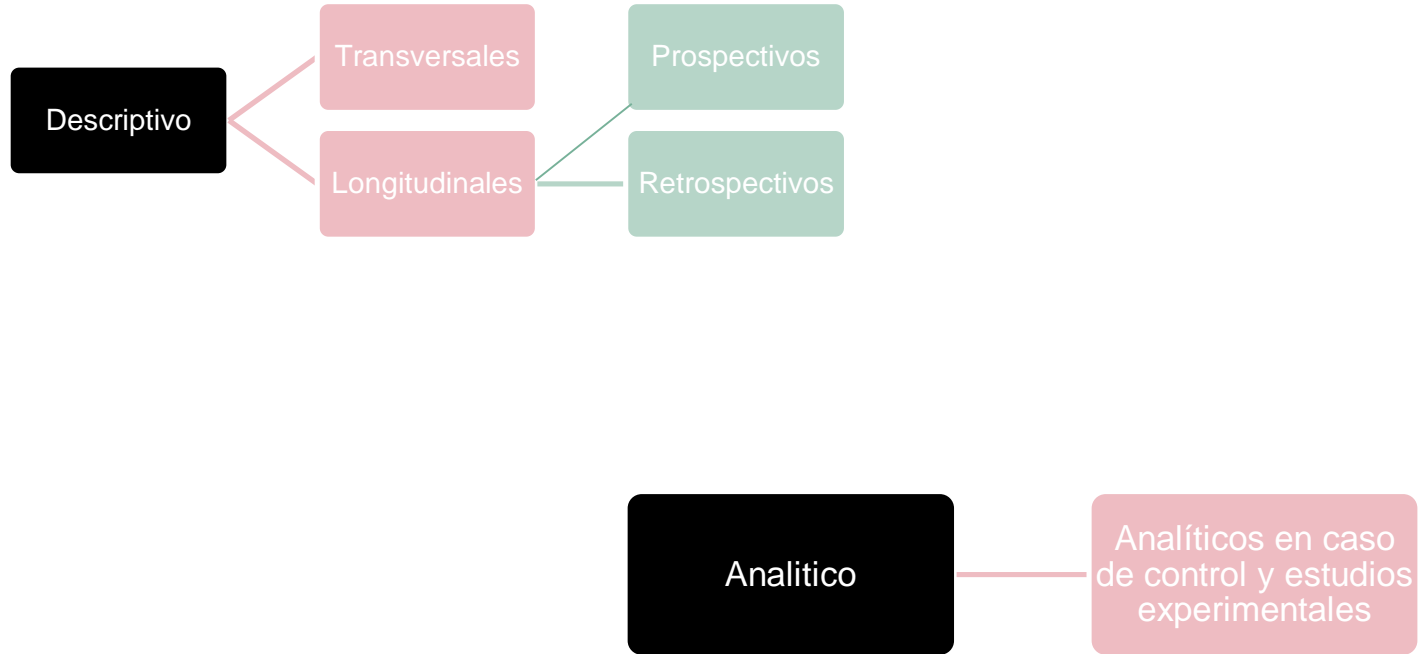 Descriptivo
Transversales
Longitudinales
Prospectivos
Retrospectivos
Analitico
Analíticos en caso
de control y estudios
experimentales